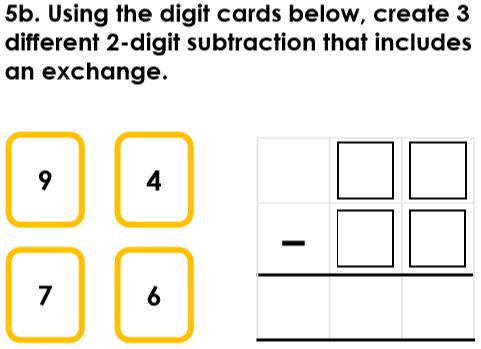 5b. Using the digit cards below, create 3
different 2-digit subtraction that includes
an exchange.
9 4
7 6
−